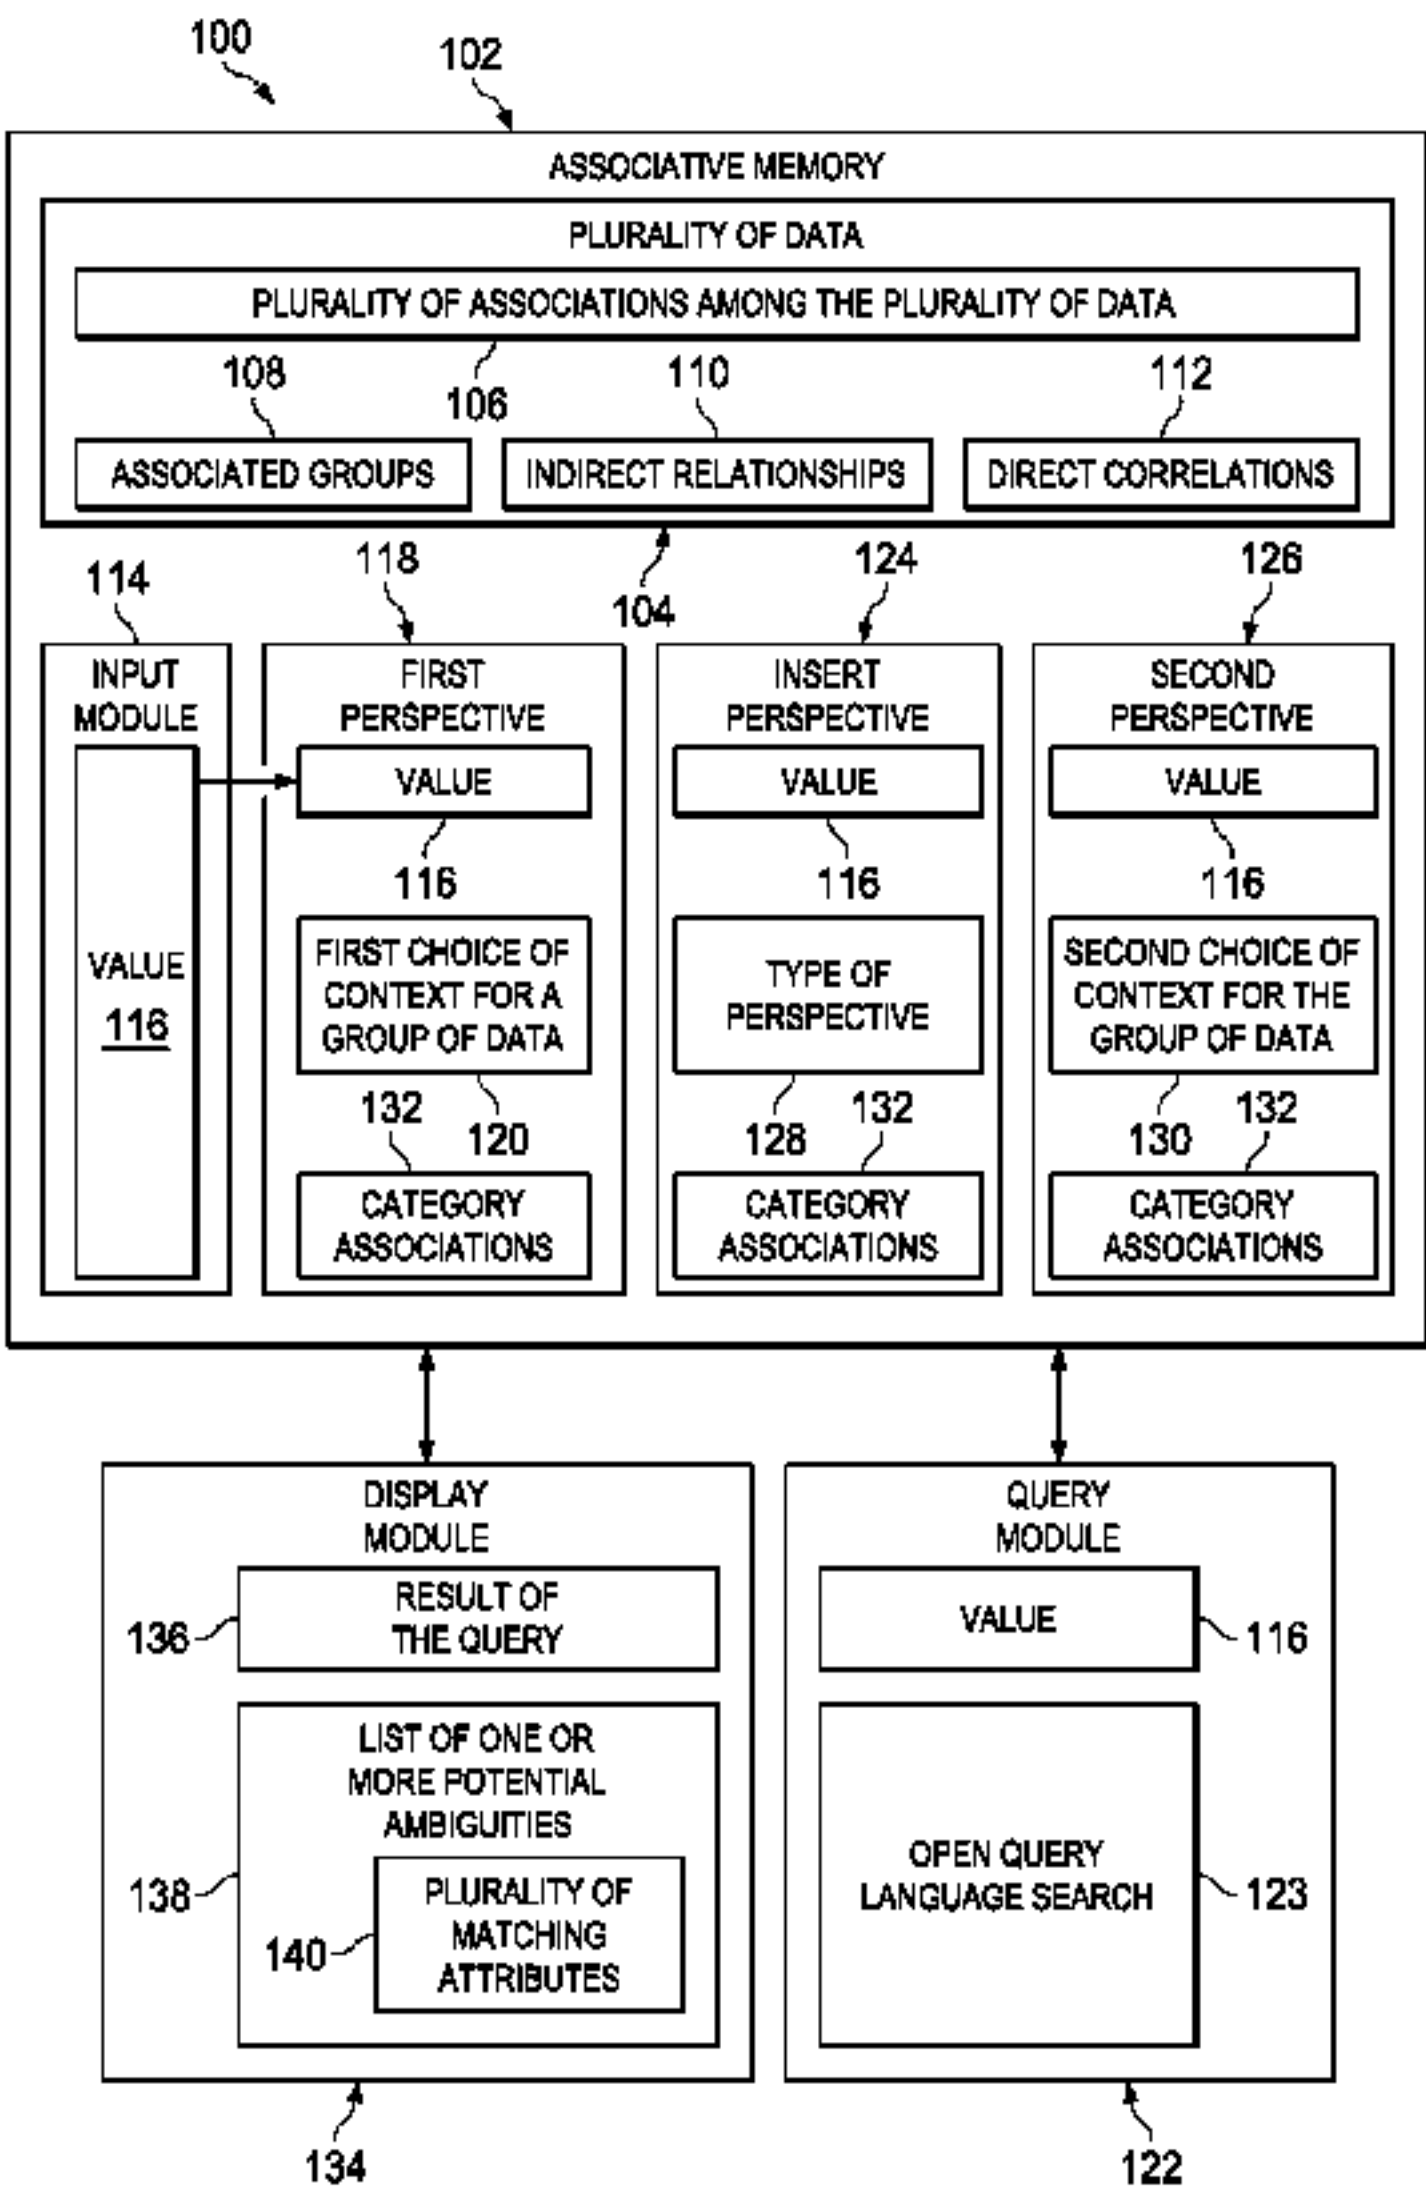 100
102
ASSOCIATIVE MEMORY
PLURALITY OF DATA
PLURALITY OF ASSOCIATIONS AMONG THE PLURALITY OF DATA
106
108
110
112
ASSOCIATED GROUPS
INDIRECT RELATIONSHIPS
DIRECT CORRELATIONS
104
114
INPUT
MODULE
VALUE
116
118
FIRST
PERSPECTIVE
VALUE
116
FIRST CHOICE OF
CONTEXT FOR A
GROUP OF DATA
120
132
CATEGORY
ASSOCIATIONS
124
INSERT
PERSPECTIVE
VALUE
116
TYPE OF
PERSPECTIVE
128
132
CATEGORY
ASSOCIATIONS
126
SECOND
PERSPECTIVE
VALUE
116
SECOND CHOICE OF
CONTEXT FOR THE
GROUP OF DATA
130
132
CATEGORY
ASSOCIATIONS
DISPLAY
MODULE
RESULT OF
THE QUERY
136
LIST OF ONE OR
MORE POTENTIAL
AMBIGUITIES
138
PLURALITY OF
MATCHING
ATTRIBUTES
140
134
QUERY
MODULE
VALUE
116
OPEN QUERY
LANGUAGE SEARCH
123
122